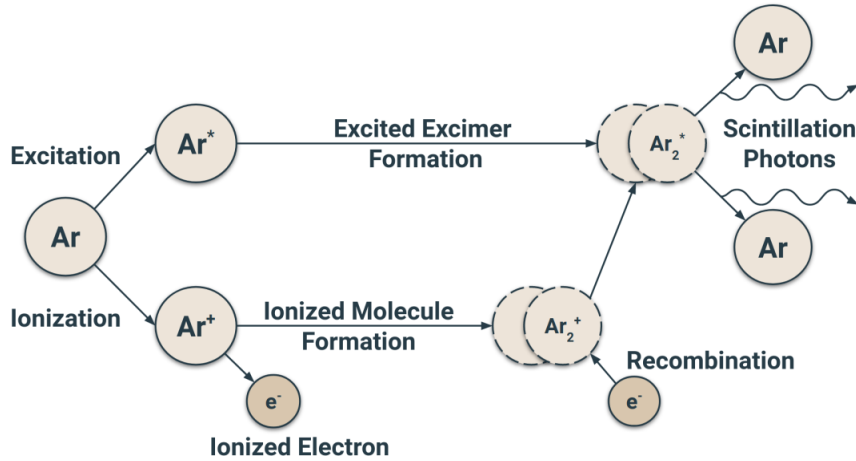 Ar
Excitation
Ar*
Excited Excimer
Formation
Ar₂*
Ar
Scintillation
Photons
Ar
Ar
Ionization
Ar⁺
Ionized Molecule
Formation
Ar₂⁺
Recombination
e⁻
e⁻
Ionized Electron